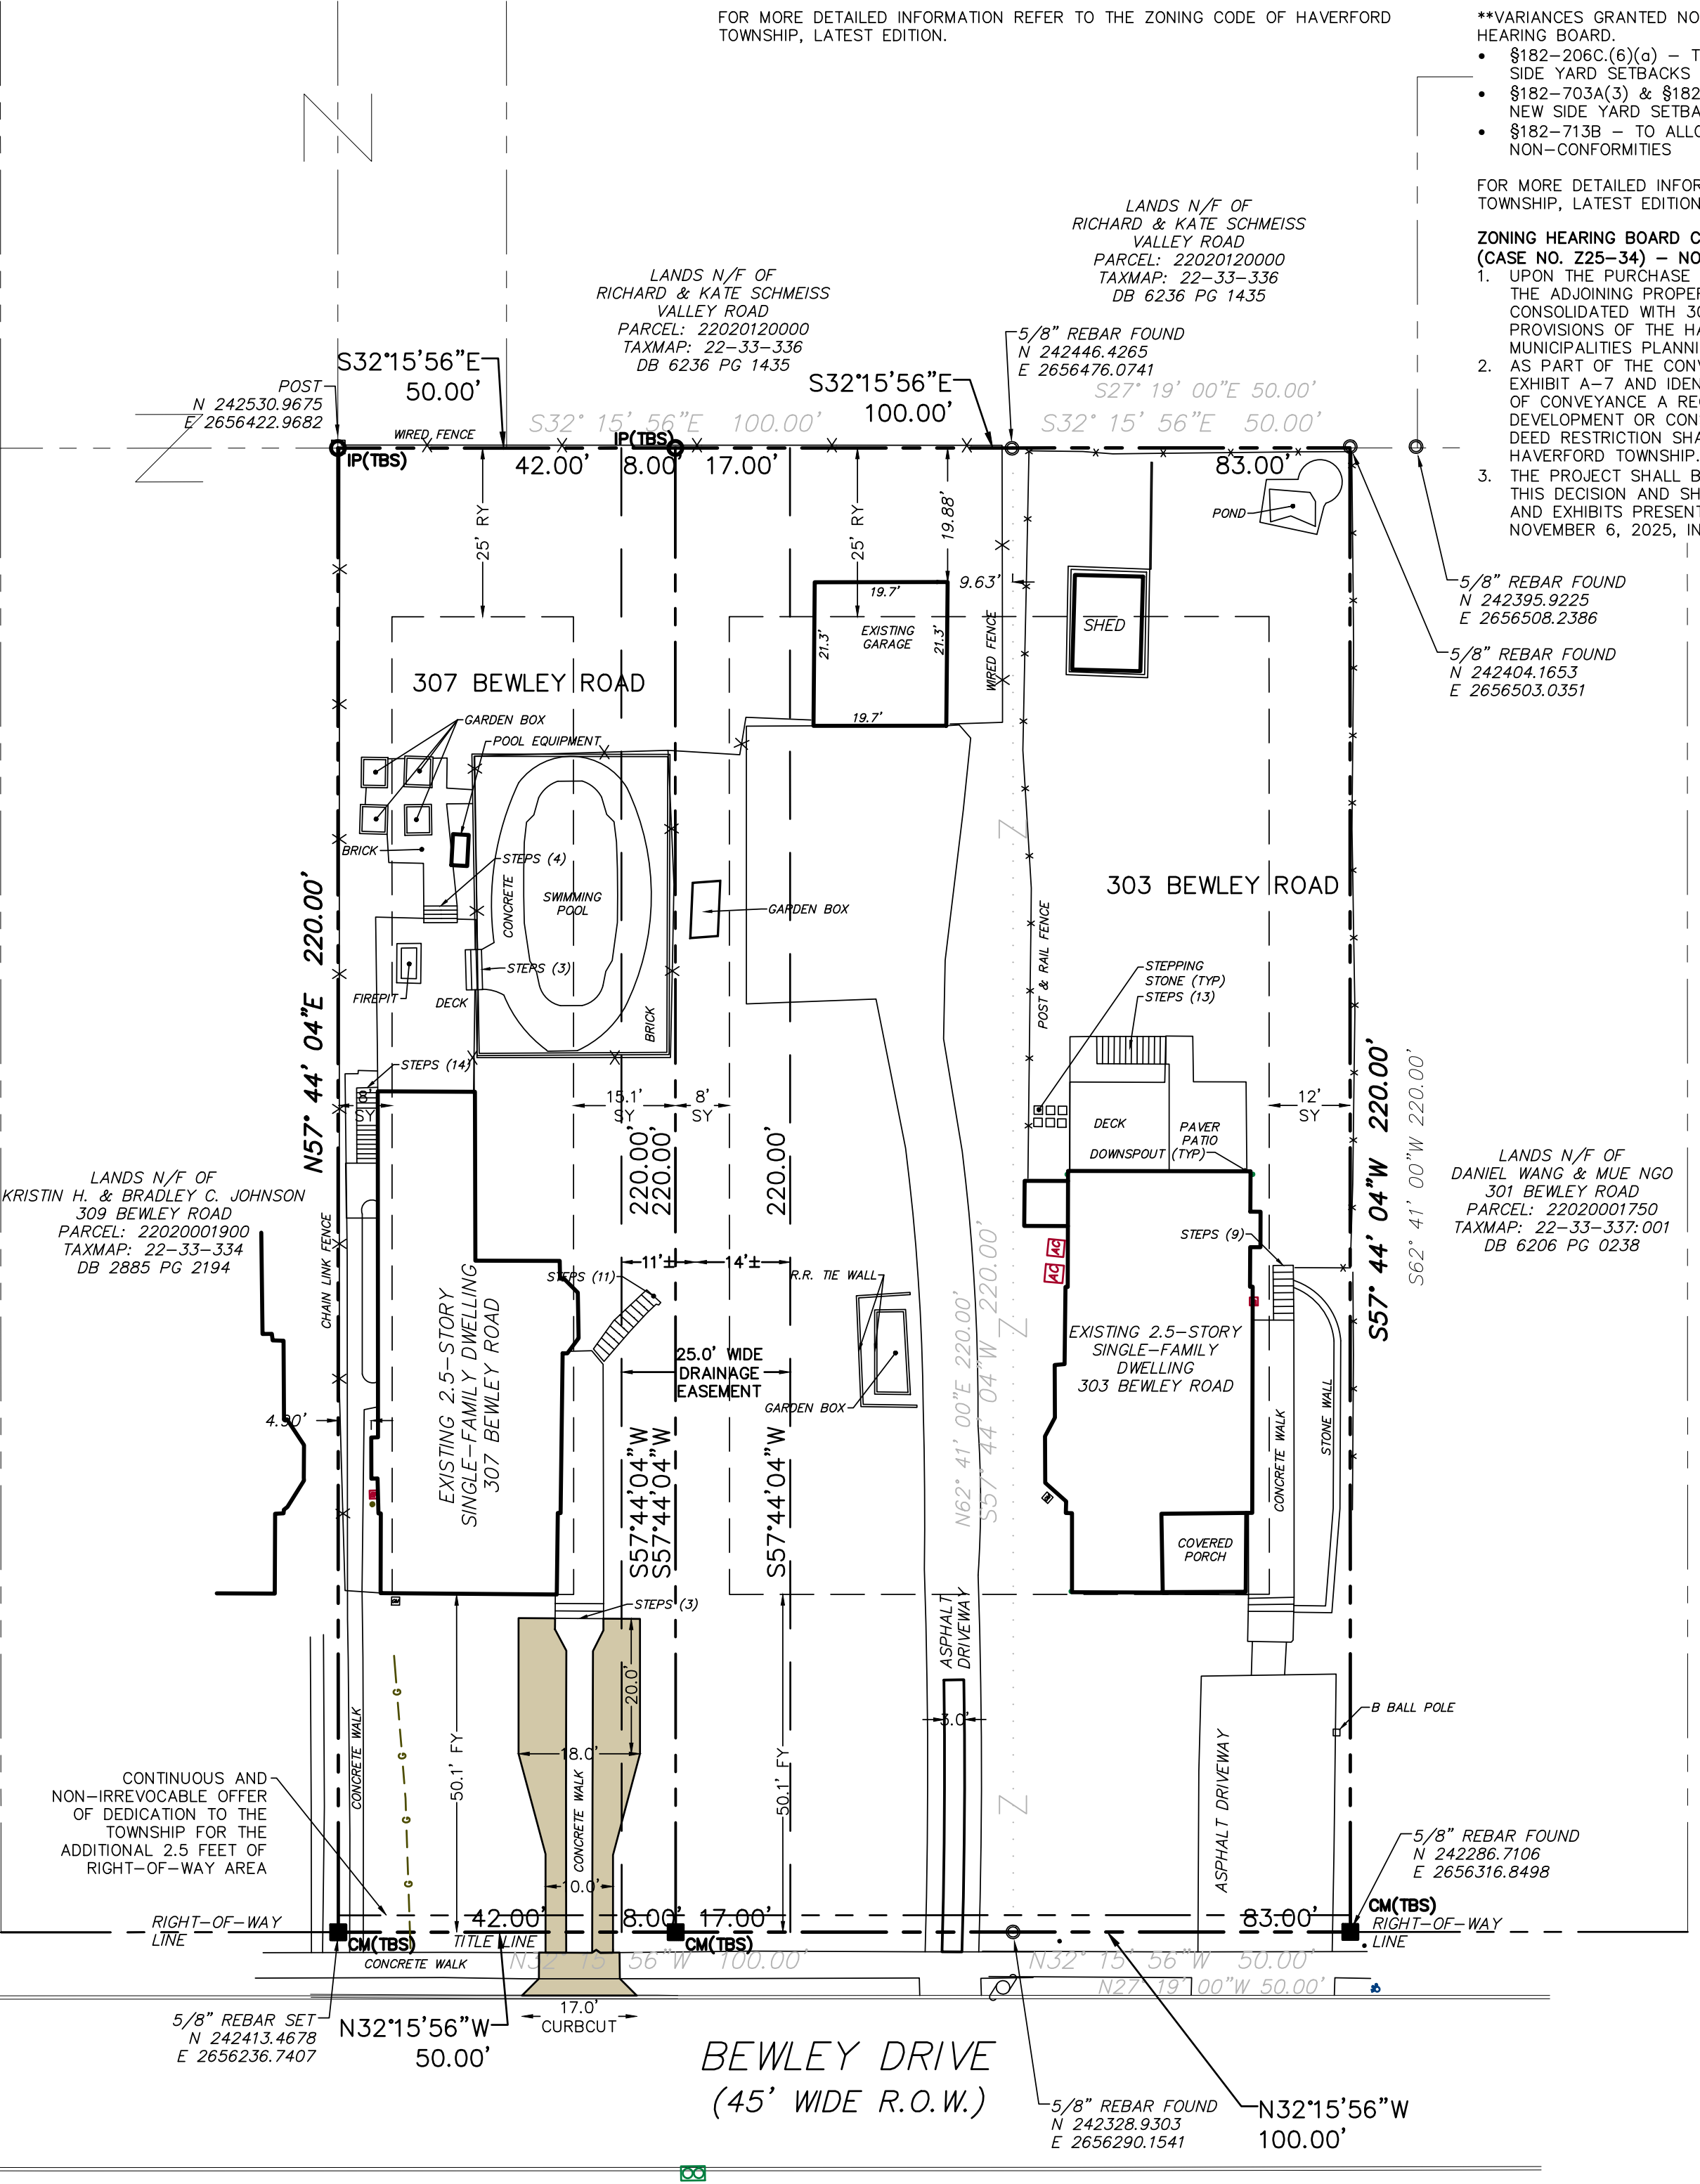 FOR MORE DETAILED INFORMATION REFER TO THE ZONING CODE OF HAVERFORD
TOWNSHIP, LATEST EDITION.
**VARIANCES GRANTED NO
HEARING BOARD.
• §182-206C.(6)(a) – T
SIDE YARD SETBACKS
• §182-703A(3) & §182
NEW SIDE YARD SETBA
• §182-713B – TO ALLO
NON-CONFORMITIES
FOR MORE DETAILED INFOR
TOWNSHIP, LATEST EDITION
ZONING HEARING BOARD C
(CASE NO. Z25-34) – NO
1. UPON THE PURCHASE
THE ADJOINING PROPER
CONSOLIDATED WITH 30
PROVISIONS OF THE HA
MUNICIPALITIES PLANNI
2. AS PART OF THE CONV
EXHIBIT A-7 AND IDEN
OF CONVEYANCE A REC
DEVELOPMENT OR CON
DEED RESTRICTION SHA
HAVERFORD TOWNSHIP.
3. THE PROJECT SHALL B
THIS DECISION AND SH
AND EXHIBITS PRESENT
NOVEMBER 6, 2025, IN
LANDS N/F OF
RICHARD & KATE SCHMEISS
VALLEY ROAD
PARCEL: 22020120000
TAXMAP: 22-33-336
DB 6236 PG 1435
LANDS N/F OF
RICHARD & KATE SCHMEISS
VALLEY ROAD
PARCEL: 22020120000
TAXMAP: 22-33-336
DB 6236 PG 1435
5/8" REBAR FOUND
N 242446.4265
E 2656476.0741
S32°15'56"E
50.00'
POST
N 242530.9675
E 2656422.9682
S32°15'56"E
100.00'
S27° 19' 00"E 50.00'
S32° 15' 56"E 100.00'
S32° 15' 56"E 50.00'
WIRED FENCE
IP(TBS)
IP(TBS)
42.00'
8.00'
17.00'
83.00'
25' RY
25' RY
19.88'
POND
9.63'
19.7'
EXISTING
GARAGE
21.3'
21.3'
19.7'
WIRED FENCE
SHED
5/8" REBAR FOUND
N 242395.9225
E 2656508.2386
5/8" REBAR FOUND
N 242404.1653
E 2656503.0351
307 BEWLEY ROAD
GARDEN BOX
POOL EQUIPMENT
BRICK
STEPS (4)
CONCRETE
SWIMMING
POOL
GARDEN BOX
303 BEWLEY ROAD
N57° 44' 04"E 220.00'
FIREPIT
DECK
STEPS (3)
BRICK
POST & RAIL FENCE
STEPPING
STONE (TYP)
STEPS (13)
STEPS (14)
8'
SY
15.1'
SY
8'
SY
12'
SY
DECK
PAVER
PATIO
DOWNSPOUT (TYP)
220.00'
220.00'
220.00'
S57° 44' 04"W 220.00'
S62° 41' 00"W 220.00'
LANDS N/F OF
KRISTIN H. & BRADLEY C. JOHNSON
309 BEWLEY ROAD
PARCEL: 22020001900
TAXMAP: 22-33-334
DB 2885 PG 2194
LANDS N/F OF
DANIEL WANG & MUE NGO
301 BEWLEY ROAD
PARCEL: 22020001750
TAXMAP: 22-33-337:001
DB 6206 PG 0238
CHAIN LINK FENCE
STEPS (9)
AC
AC
11'±
14'±
STEPS (11)
R.R. TIE WALL
EXISTING 2.5-STORY
SINGLE-FAMILY DWELLING
307 BEWLEY ROAD
25.0' WIDE
DRAINAGE
EASEMENT
GARDEN BOX
EXISTING 2.5-STORY
SINGLE-FAMILY
DWELLING
303 BEWLEY ROAD
N62° 41' 00"E 220.00'
S57° 44' 04"W 220.00'
4.90'
CONCRETE WALK
STONE WALL
S57°44'04"W
S57°44'04"W
S57°44'04"W
COVERED
PORCH
STEPS (3)
ASPHALT
DRIVEWAY
20.0'
G
G
G
G
50.1' FY
50.1' FY
3.0'
B BALL POLE
CONCRETE WALK
18.0'
CONCRETE WALK
ASPHALT DRIVEWAY
CONTINUOUS AND
NON-IRREVOCABLE OFFER
OF DEDICATION TO THE
TOWNSHIP FOR THE
ADDITIONAL 2.5 FEET OF
RIGHT-OF-WAY AREA
10.0'
5/8" REBAR FOUND
N 242286.7106
E 2656316.8498
CM(TBS)
RIGHT-OF-WAY
LINE
RIGHT-OF-WAY
LINE
42.00'
8.00'
17.00'
83.00'
CM(TBS)
TITLE LINE
CM(TBS)
CONCRETE WALK
N32° 15' 56"W 100.00'
N32° 15' 56"W 50.00'
N27° 19' 00"W 50.00'
5/8" REBAR SET
N 242413.4678
E 2656236.7407
N32°15'56"W
50.00'
17.0'
CURBCUT
BEWLEY DRIVE
(45' WIDE R.O.W.)
5/8" REBAR FOUND
N 242328.9303
E 2656290.1541
N32°15'56"W
100.00'